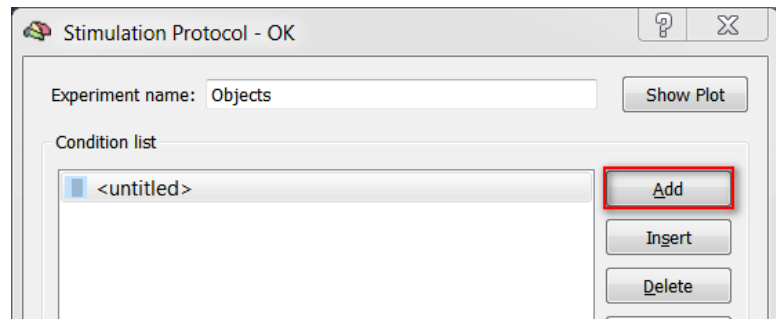 Stimulation Protocol - OK
Experiment name: Objects
Show Plot
Condition list
<untitled>
Add
Insert
Delete